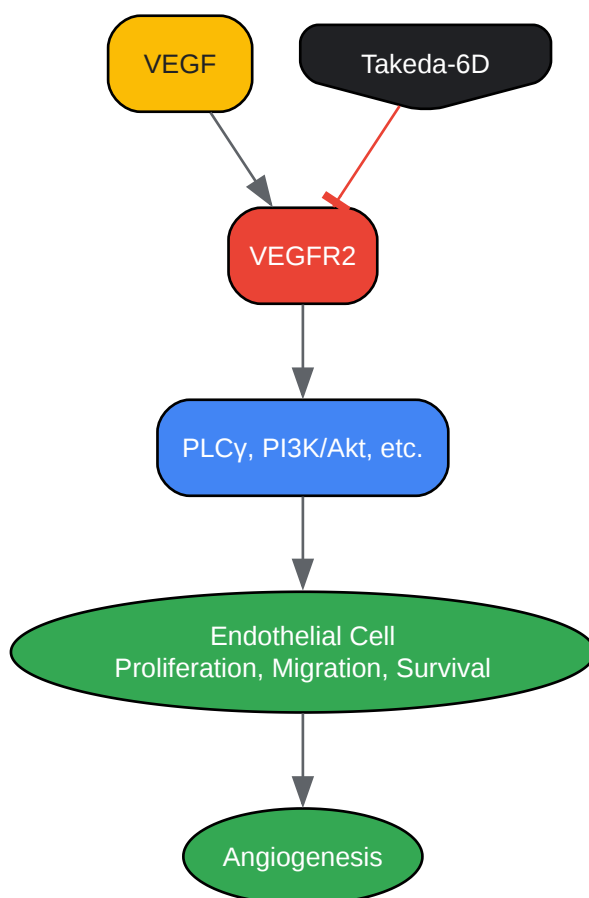 VEGF
Takeda-6D
VEGFR2
PLCγ, PI3K/Akt, etc.
Endothelial Cell
Proliferation, Migration, Survival
Angiogenesis